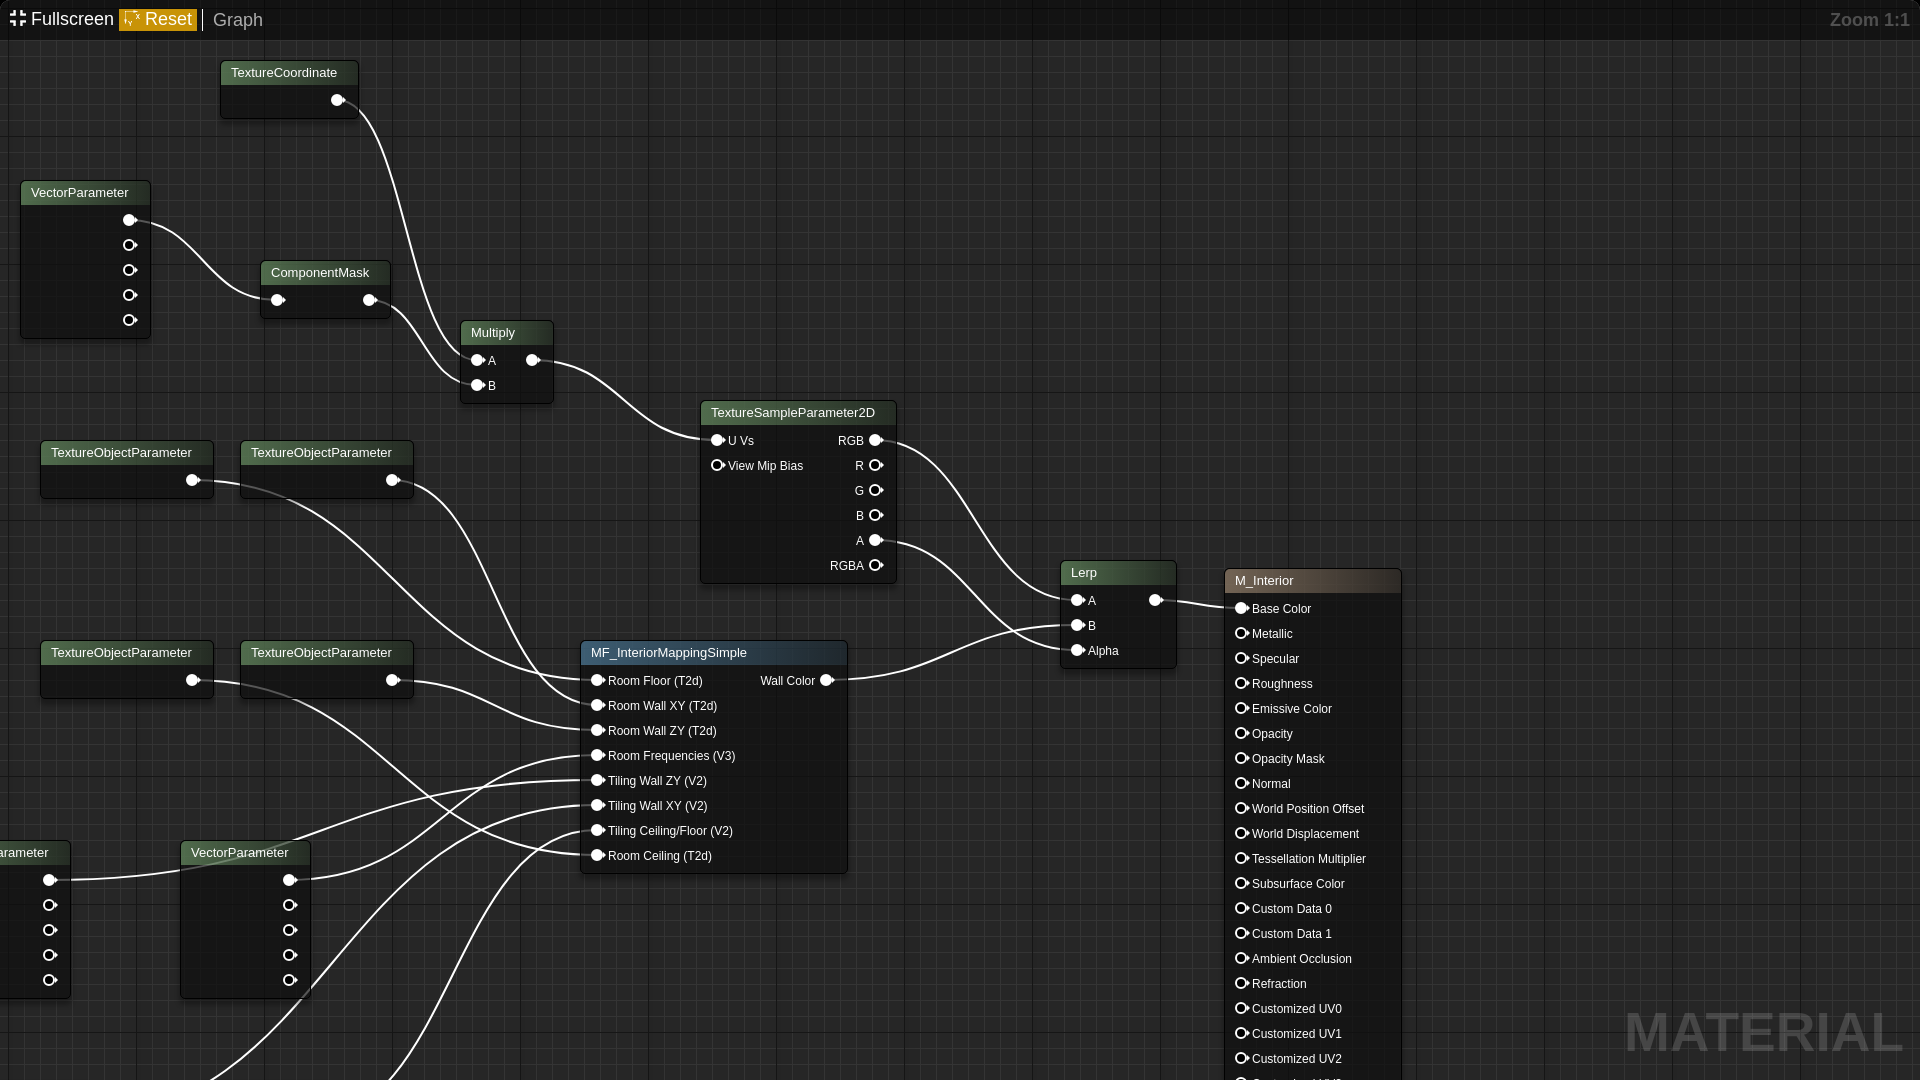 Fullscreen Reset Graph
Zoom 1:1
TextureCoordinate
VectorParameter
ComponentMask
Multiply
A
B
TextureSampleParameter2D
U Vs RGB
View Mip Bias R
G
B
A
RGBA
TextureObjectParameter
TextureObjectParameter
TextureObjectParameter
TextureObjectParameter
MF_InteriorMappingSimple
Room Floor (T2d) Wall Color
Room Wall XY (T2d)
Room Wall ZY (T2d)
Room Frequencies (V3)
Tiling Wall ZY (V2)
Tiling Wall XY (V2)
Tiling Ceiling/Floor (V2)
Room Ceiling (T2d)
Lerp
A
B
Alpha
M_Interior
Base Color
Metallic
Specular
Roughness
Emissive Color
Opacity
Opacity Mask
Normal
World Position Offset
World Displacement
Tessellation Multiplier
Subsurface Color
Custom Data 0
Custom Data 1
Ambient Occlusion
Refraction
Customized UV0
Customized UV1
Customized UV2
arameter
VectorParameter
MATERIAL